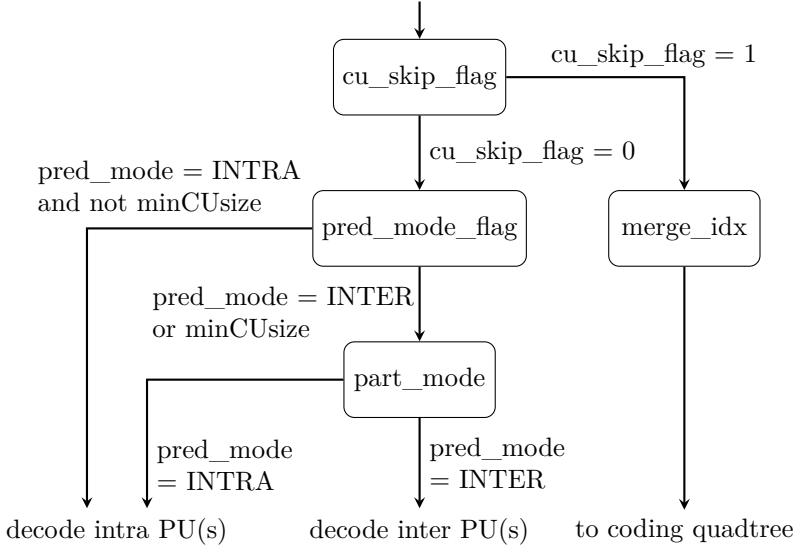 cu_skip_flag = 1
cu_skip_flag
cu_skip_flag = 0
pred_mode = INTRA
and not minCUsize
pred_mode_flag
merge_idx
pred_mode = INTER
or minCUsize
part_mode
pred_mode
= INTRA
pred_mode
= INTER
decode intra PU(s)
decode inter PU(s)
to coding quadtree